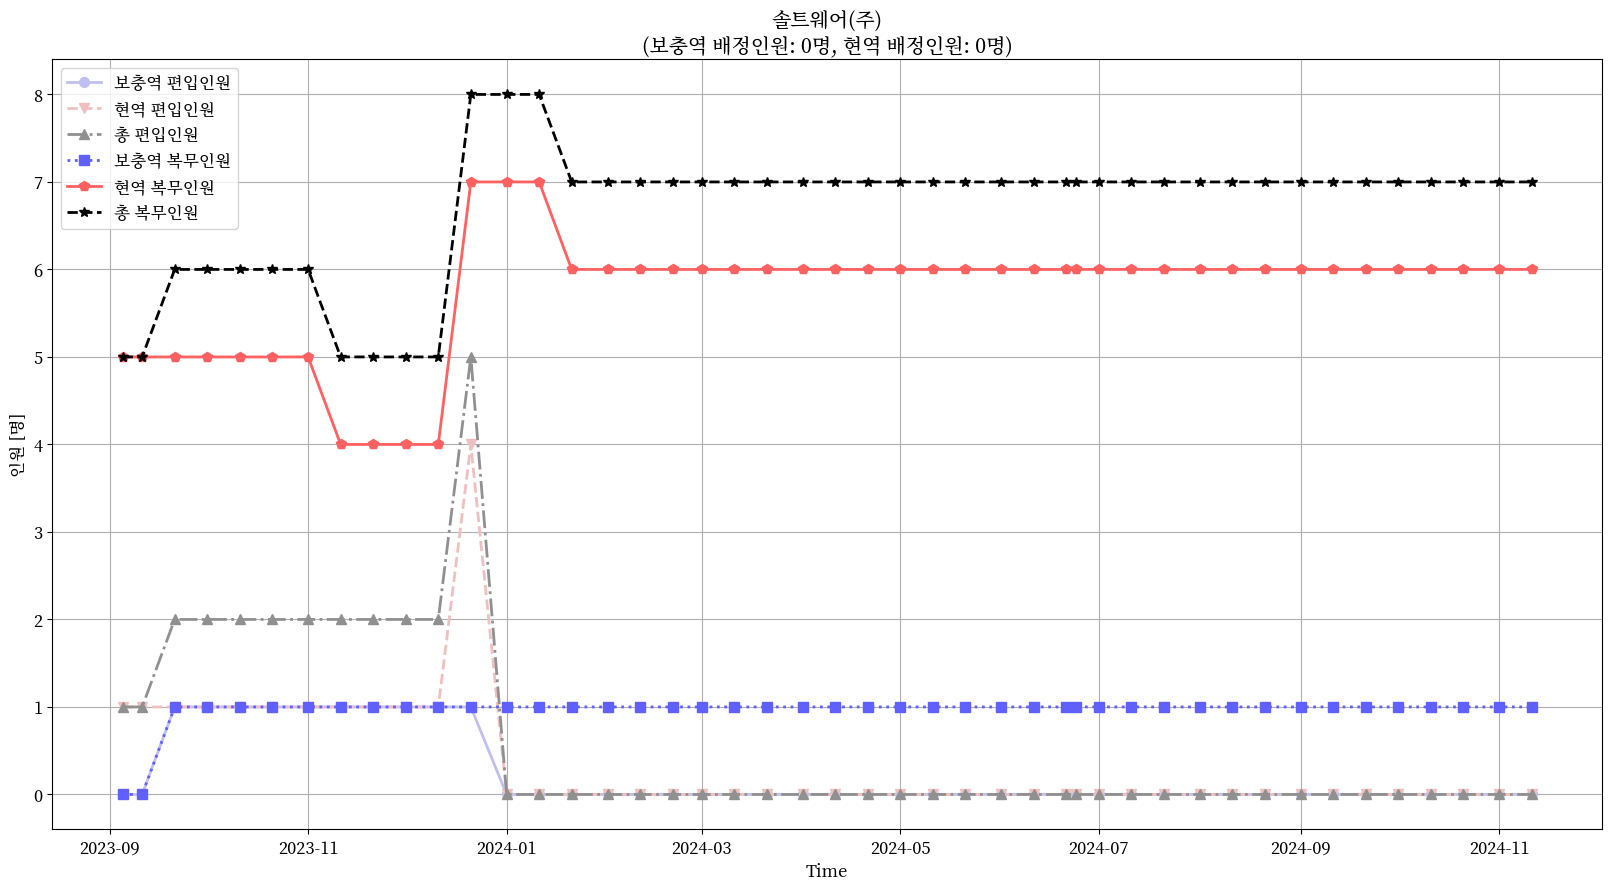 솔트웨어(주)
(보충역 배정인원: 0명, 현역 배정인원: 0명)
보충역 편입인원
현역 편입인원
총 편입인원
보충역 복무인원
현역 복무인원
총 복무인원
인원 [명]
8
7
6
5
4
3
2
1
0
2023-09
2023-11
2024-01
2024-03
2024-05
2024-07
2024-09
2024-11
Time